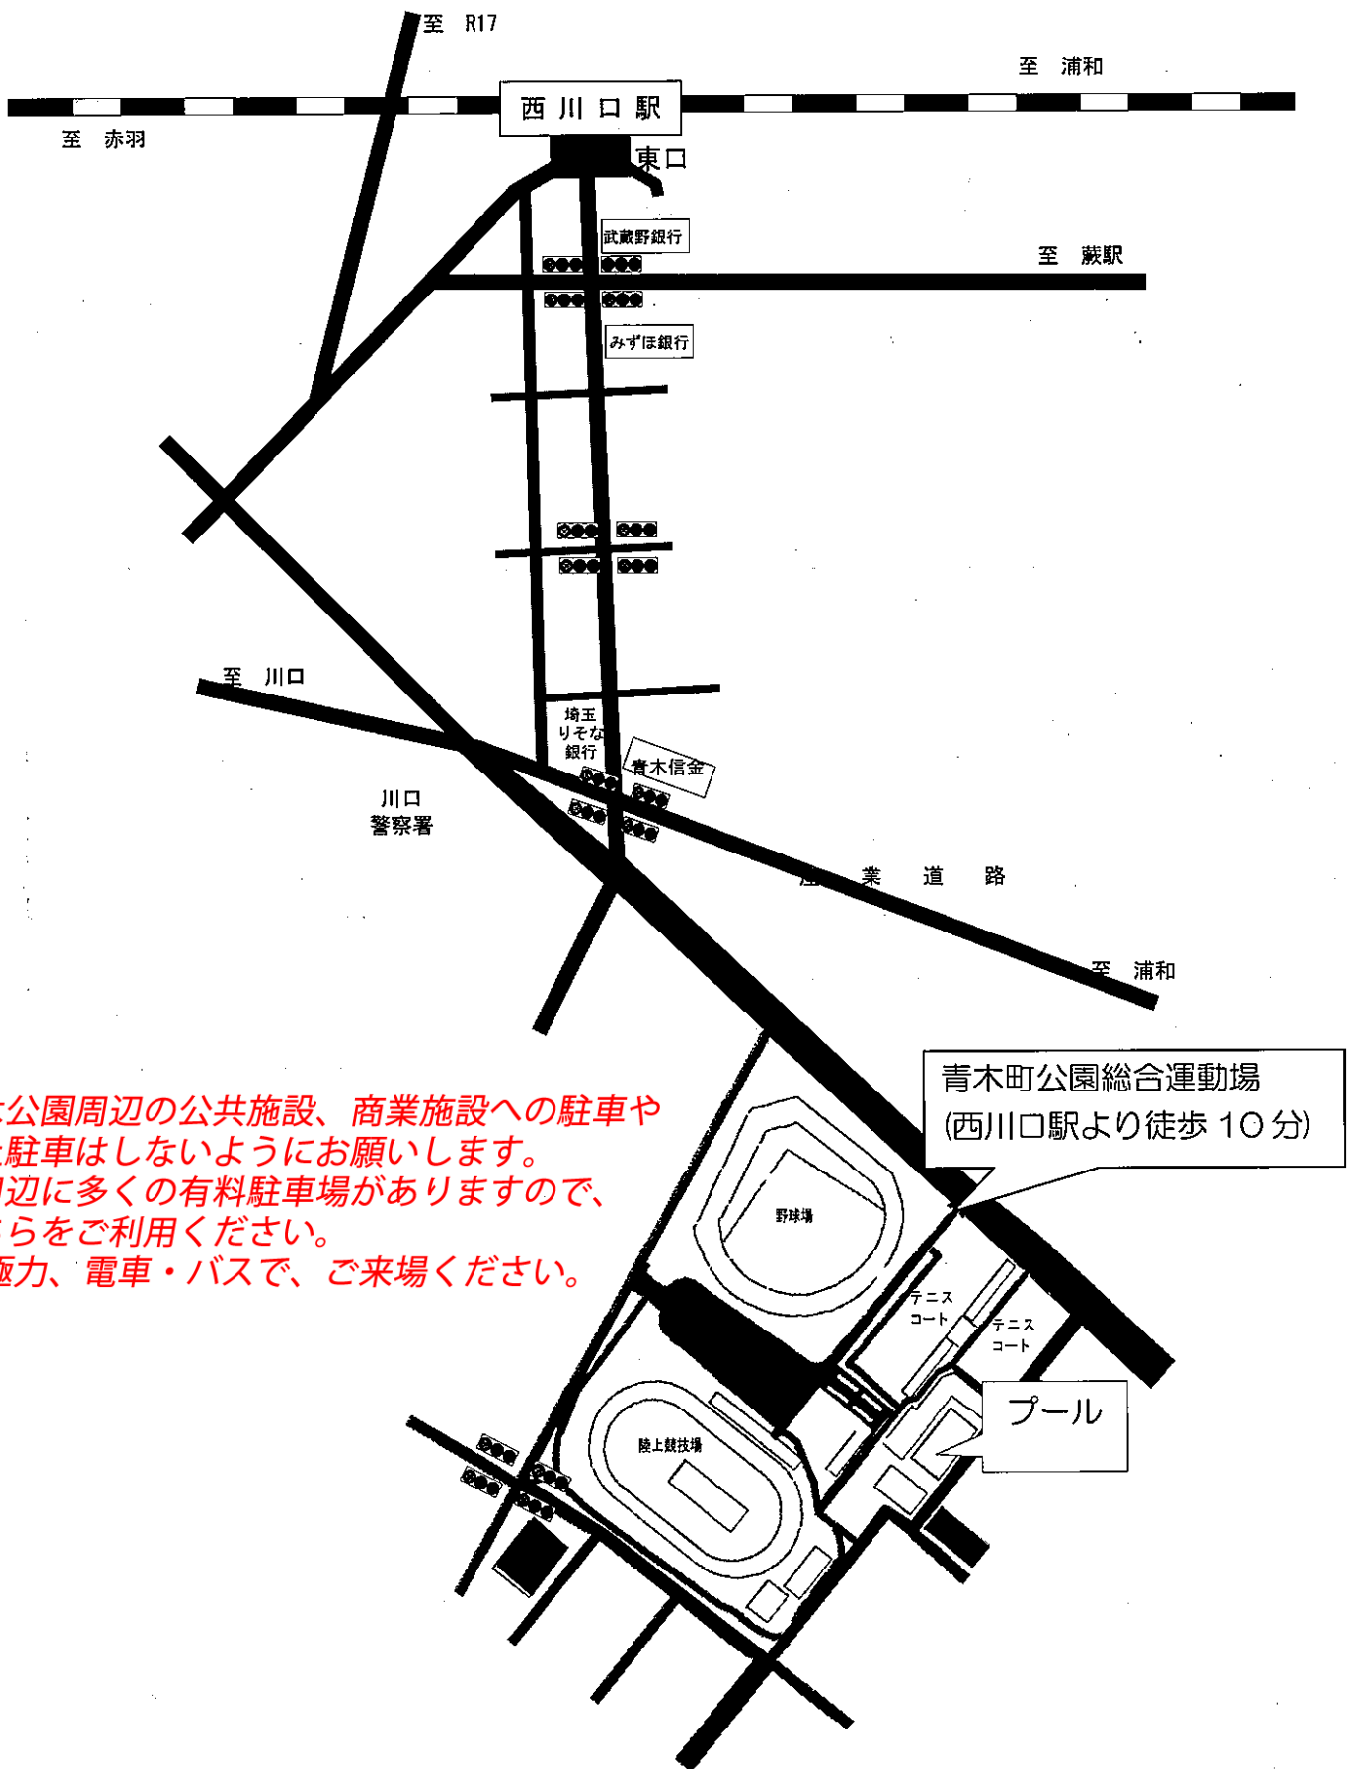 至 R17
至 浦和
西川口駅
至 赤羽
東口
武蔵野銀行
至 蕨駅
みずほ銀行
至 川口
埼玉
りそな
銀行
青木信金
川口
警察署
業 道 路
至 浦和
青木町公園総合運動場
(西川口駅より徒歩 10 分)
公園周辺の公共施設、商業施設への駐車や
駐車はしないようにお願いします。
辺に多くの有料駐車場がありますので、
らをご利用ください。
極力、電車・バスで、ご来場ください。
野球場
テニス
コート
テニス
コート
プール
陸上競技場